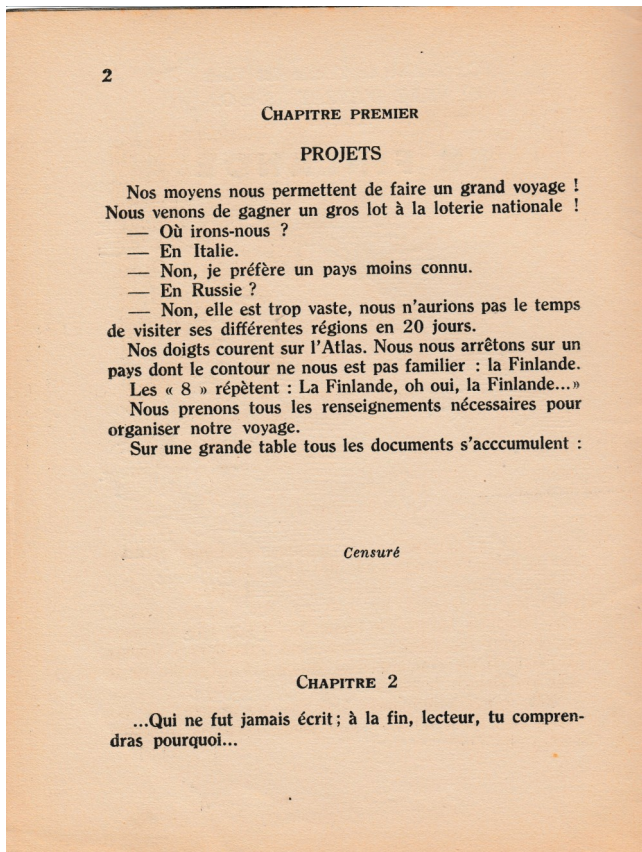 2
CHAPITRE PREMIER
PROJETS
Nos moyens nous permettent de faire un grand voyage !
Nous venons de gagner un gros lot à la loterie nationale !
— Où irons-nous ?
— En Italie.
— Non, je préfère un pays moins connu.
— En Russie ?
— Non, elle est trop vaste, nous n'aurions pas le temps
de visiter ses différentes régions en 20 jours.
Nos doigts courent sur l'Atlas. Nous nous arrêtons sur un
pays dont le contour ne nous est pas familier : la Finlande.
Les « 8 » répètent : La Finlande, oh oui, la Finlande...»
Nous prenons tous les renseignements nécessaires pour
organiser notre voyage.
Sur une grande table tous les documents s'acccumulent :
Censuré
CHAPITRE 2
...Qui ne fut jamais écrit ; à la fin, lecteur, tu compren-
dras pourquoi...